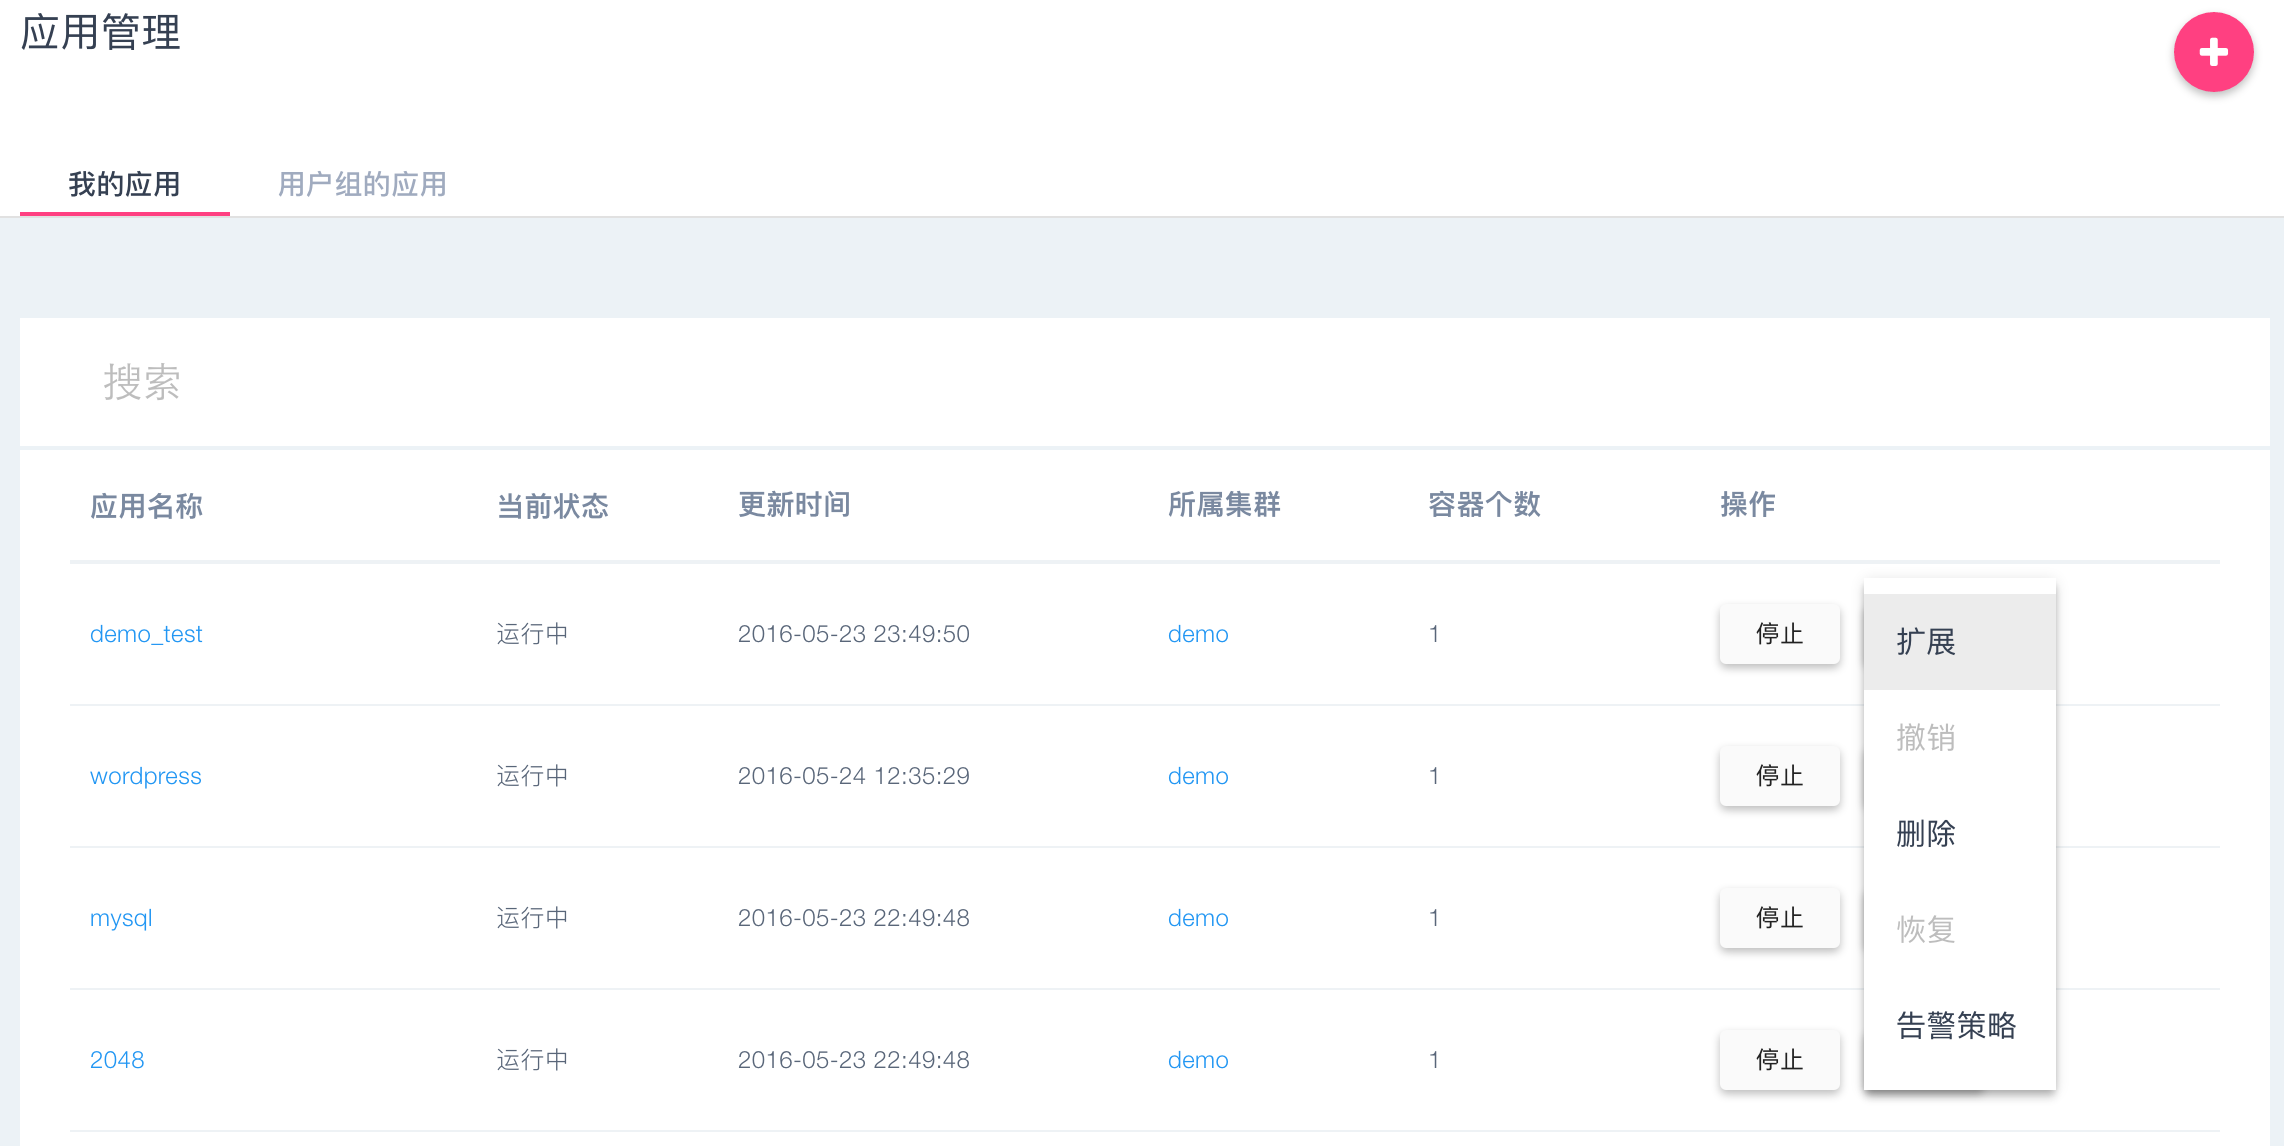 应用管理
我的应用 用户组的应用
搜索
应用名称 当前状态 更新时间 所属集群 容器个数 操作
demo_test 运行中 2016-05-23 23:49:50 demo 1 停止
扩展
撤销
wordpress 运行中 2016-05-24 12:35:29 demo 1 停止
删除
mysql 运行中 2016-05-23 22:49:48 demo 1 停止
恢复
告警策略
2048 运行中 2016-05-23 22:49:48 demo 1 停止